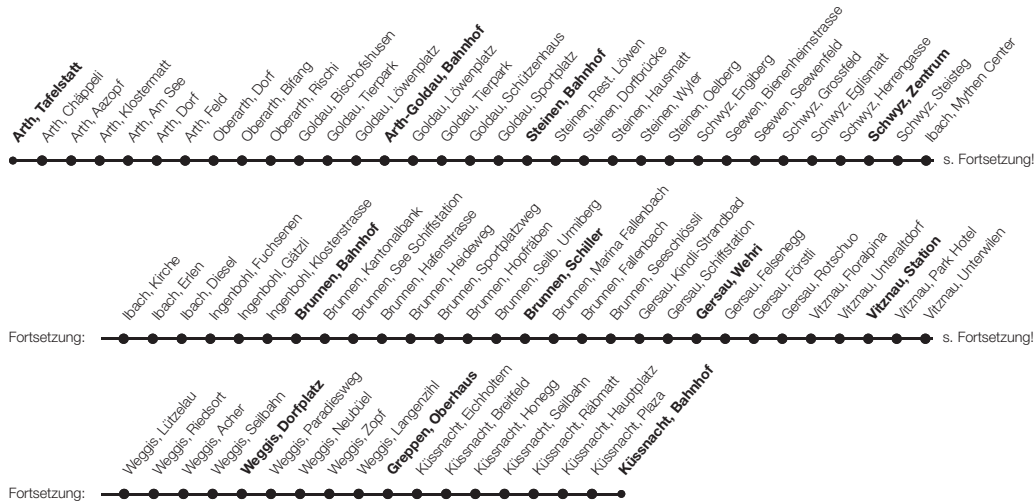 Arth, Tafelstatt
Arth, Chäppeli
Arth, Aazopf
Arth, Klostermatt
Arth, Am See
Arth, Dorf
Arth, Feld
Oberarth, Dorf
Oberarth, Bifang
Oberarth, Rischi
Goldau, Bischofshusen
Goldau, Tierpark
Goldau, Löwenplatz
Arth-Goldau, Bahnhof
Goldau, Löwenplatz
Goldau, Tierpark
Goldau, Schützenhaus
Goldau, Sportplatz
Steinen, Bahnhof
Steinen, Rest. Löwen
Steinen, Dorfbrücke
Steinen, Hausmatt
Steinen, Wyler
Steinen, Oelberg
Schwyz, Engiberg
Seewen, Bienenheimstrasse
Seewen, Seewenfeld
Schwyz, Grossfeld
Schwyz, Eglismatt
Schwyz, Herrengasse
Schwyz, Zentrum
Schwyz, Steisteg
Ibach, Mythen Center
s. Fortsetzung!
Fortsetzung:
Ibach, Kirche
Ibach, Erlen
Ibach, Diesel
Ingenbohl, Fuchsenen
Ingenbohl, Gätzli
Ingenbohl, Klosterstrasse
Brunnen, Bahnhof
Brunnen, Kantonalbank
Brunnen, See Schiffstation
Brunnen, Hafenstrasse
Brunnen, Heideweg
Brunnen, Sportplatzweg
Brunnen, Hopfräben
Brunnen, Seilb. Urmiberg
Brunnen, Schiller
Brunnen, Marina Fallenbach
Brunnen, Fallenbach
Brunnen, Seeschlössli
Gersau, Kindli-Strandbad
Gersau, Schiffstation
Gersau, Wehri
Gersau, Felsenegg
Gersau, Förstli
Gersau, Rotschuo
Vitznau, Floralpina
Vitznau, Unteraltdorf
Vitznau, Station
Vitznau, Park Hotel
Vitznau, Unterwilen
s. Fortsetzung!
Fortsetzung:
Weggis, Lützelau
Weggis, Riedsort
Weggis, Acher
Weggis, Seilbahn
Weggis, Dorfplatz
Weggis, Paradiesweg
Weggis, Neubüel
Weggis, Zopf
Weggis, Langenzihl
Greppen, Oberhaus
Küssnacht, Eichholtern
Küssnacht, Breitfeld
Küssnacht, Honegg
Küssnacht, Seilbahn
Küssnacht, Räbmatt
Küssnacht, Hauptplatz
Küssnacht, Plaza
Küssnacht, Bahnhof